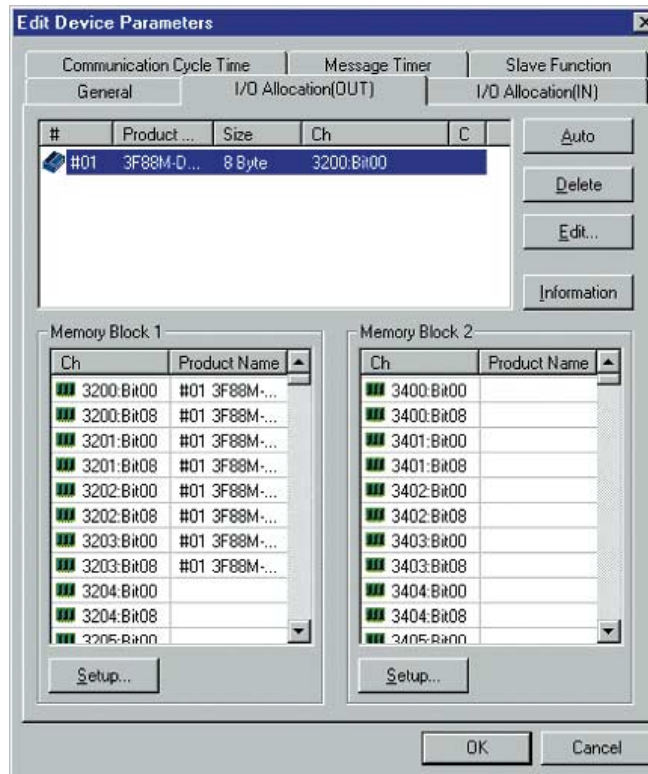 Edit Device Parameters
Communication Cycle Time Message Timer Slave Function
General I/O Allocation(OUT) I/O Allocation(IN)
# Product ... Size Ch C
#01 3F88M-D... 8 Byte 3200:Bit00
Auto
Delete
Edit...
Information
Memory Block 1
Ch Product Name
3200:Bit00 #01 3F88M-...
3200:Bit08 #01 3F88M-...
3201:Bit00 #01 3F88M-...
3201:Bit08 #01 3F88M-...
3202:Bit00 #01 3F88M-...
3202:Bit08 #01 3F88M-...
3203:Bit00 #01 3F88M-...
3203:Bit08 #01 3F88M-...
3204:Bit00
3204:Bit08
3205:Bit00
Setup...
Memory Block 2
Ch Product Name
3400:Bit00
3400:Bit08
3401:Bit00
3401:Bit08
3402:Bit00
3402:Bit08
3403:Bit00
3403:Bit08
3404:Bit00
3404:Bit08
3405:Bit00
Setup...
OK Cancel